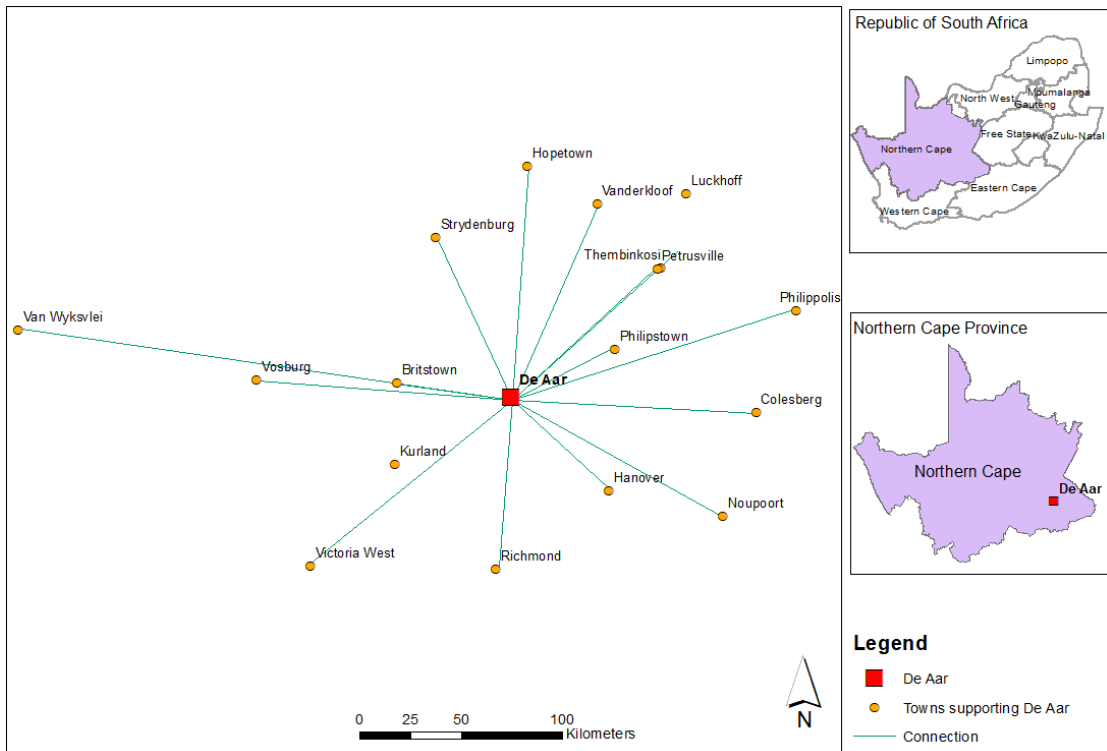 Hopetown
Luckhoff
Vanderkloof
Strydenburg
Thembinkosi
Petrusville
Philippolis
Van Wyksvlei
Philipstown
Vosburg
Britstown
De Aar
Colesberg
Kurland
Hanover
Noupoort
Victoria West
Richmond
0 25 50 100
Kilometers
N
Republic of South Africa
Limpopo
North West
Mpumalanga
Gauteng
Free State
KwaZulu-Natal
Northern Cape
Eastern Cape
Western Cape
Northern Cape Province
Northern Cape
De Aar
Legend
De Aar
Towns supporting De Aar
Connection